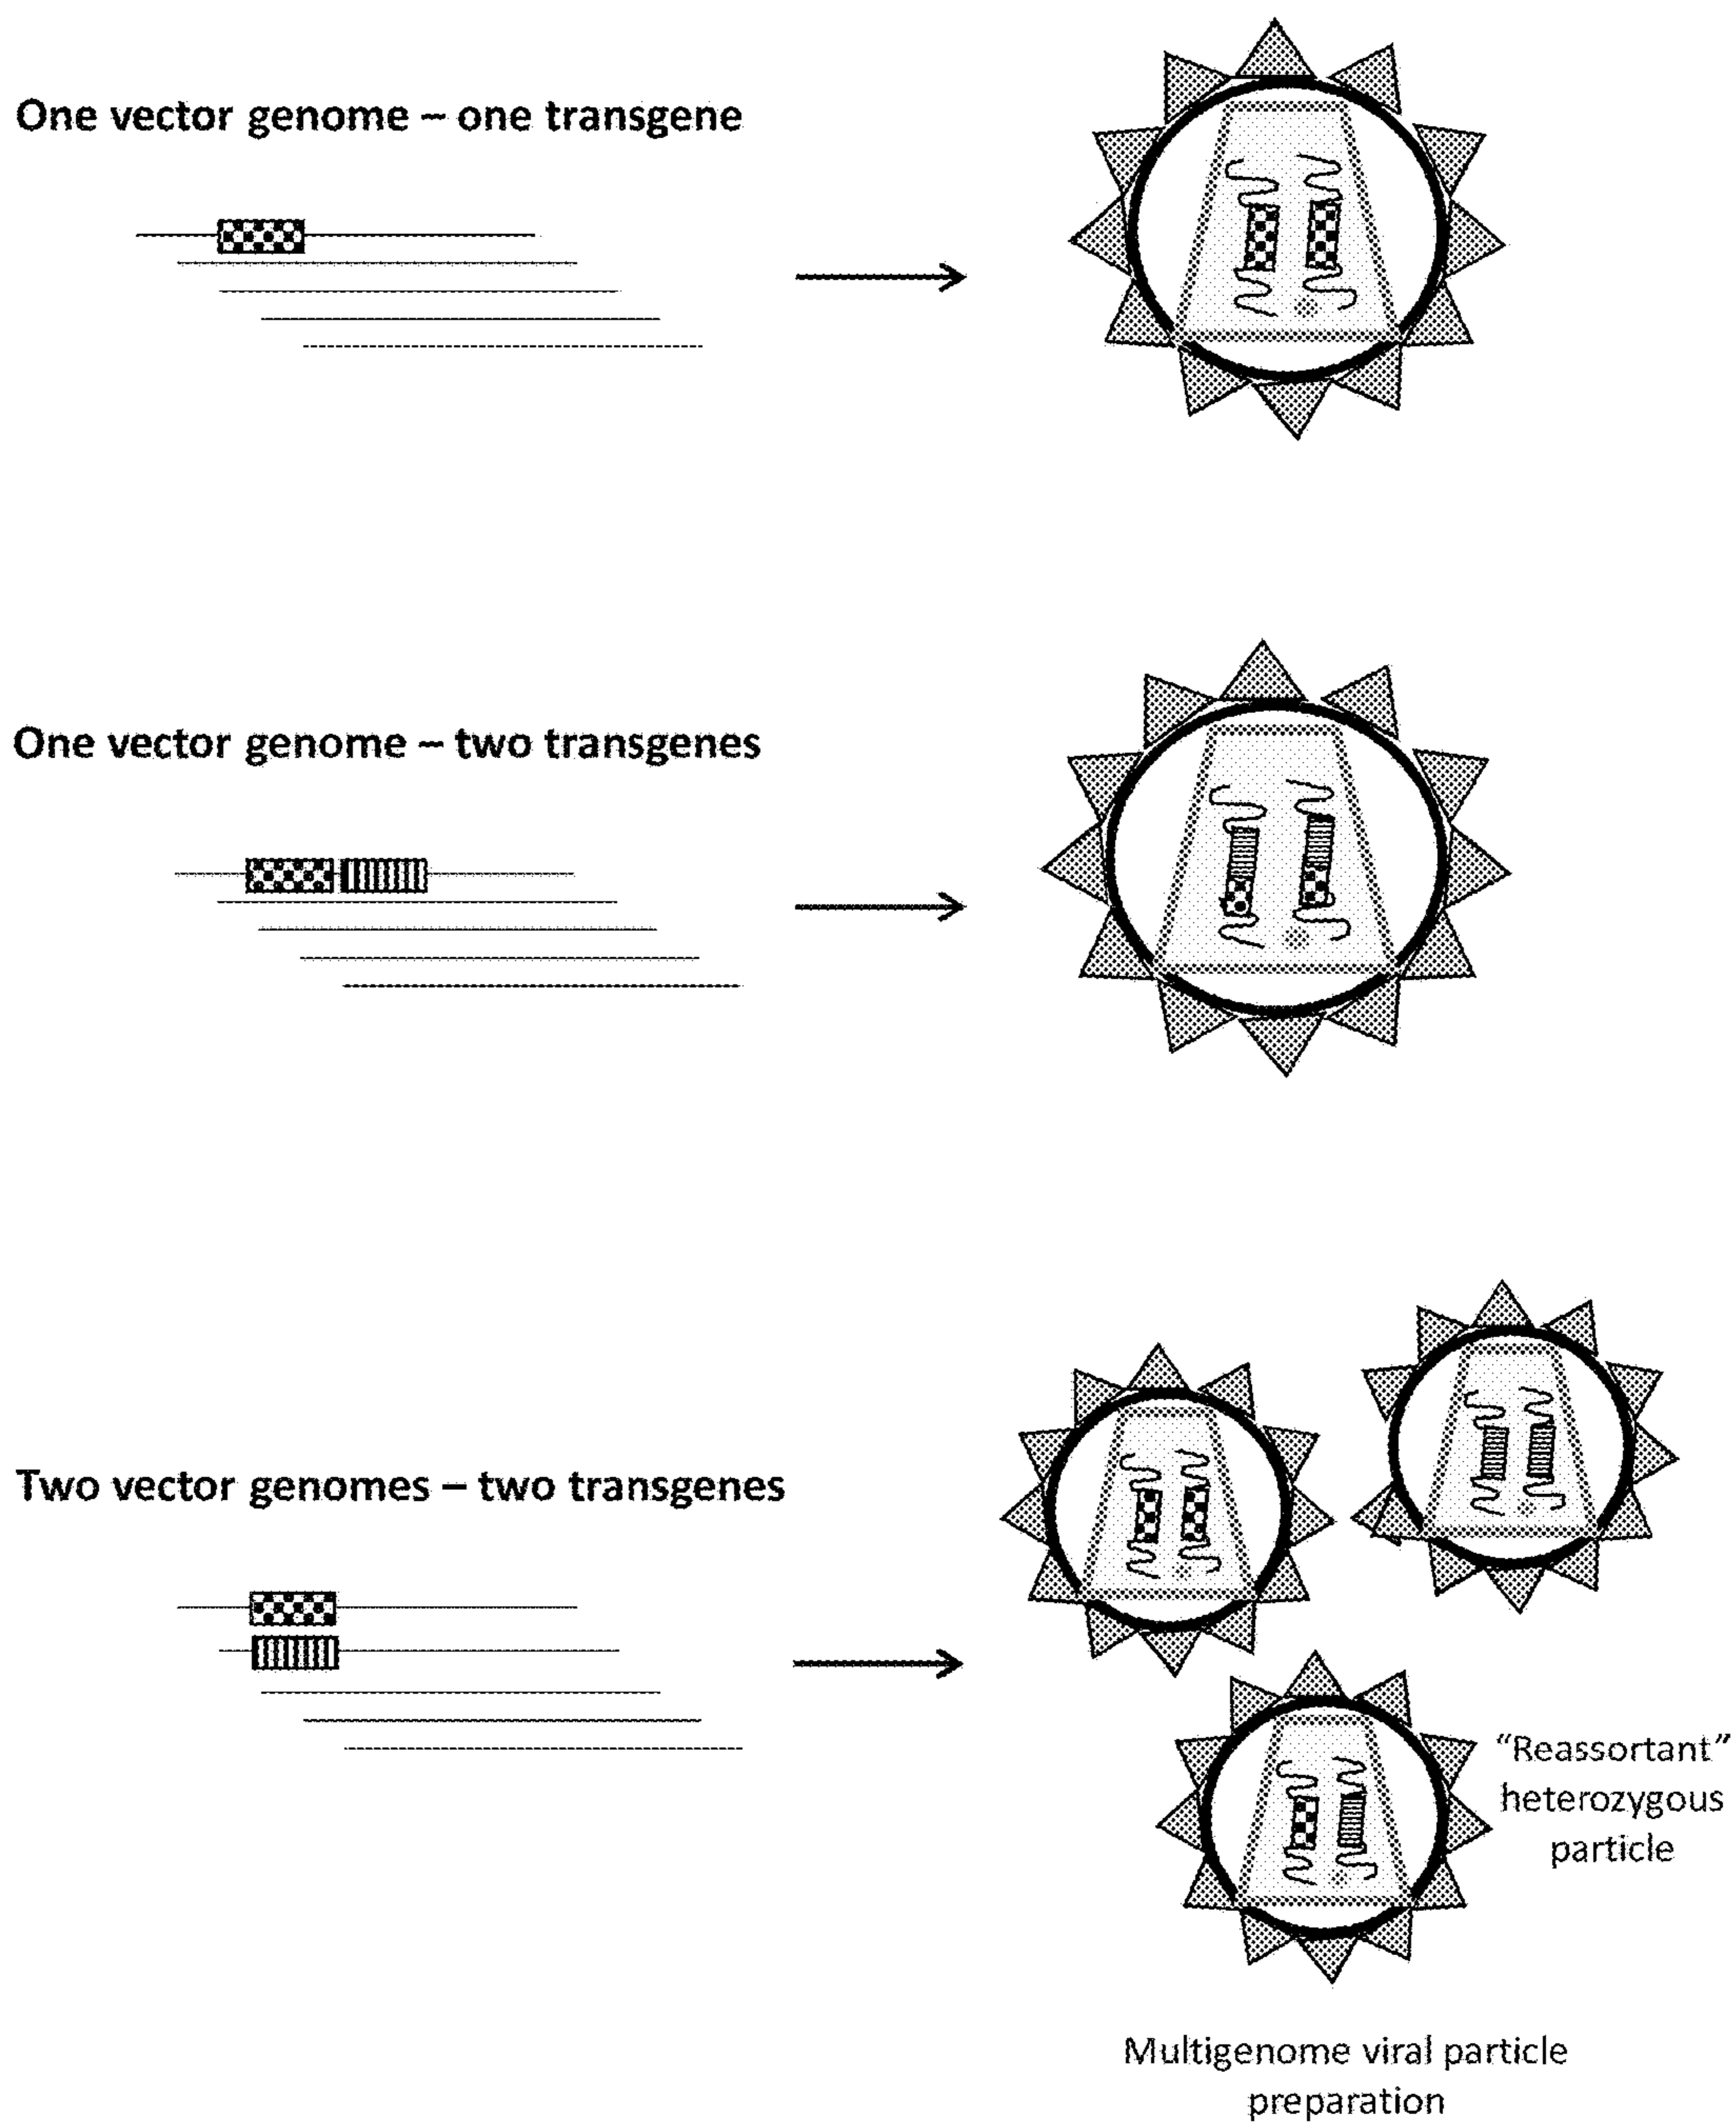 One vector genome – one transgene
One vector genome – two transgenes
Two vector genomes – two transgenes
“Reassortant”
heterozygous
particle
Multigenome viral particle
preparation